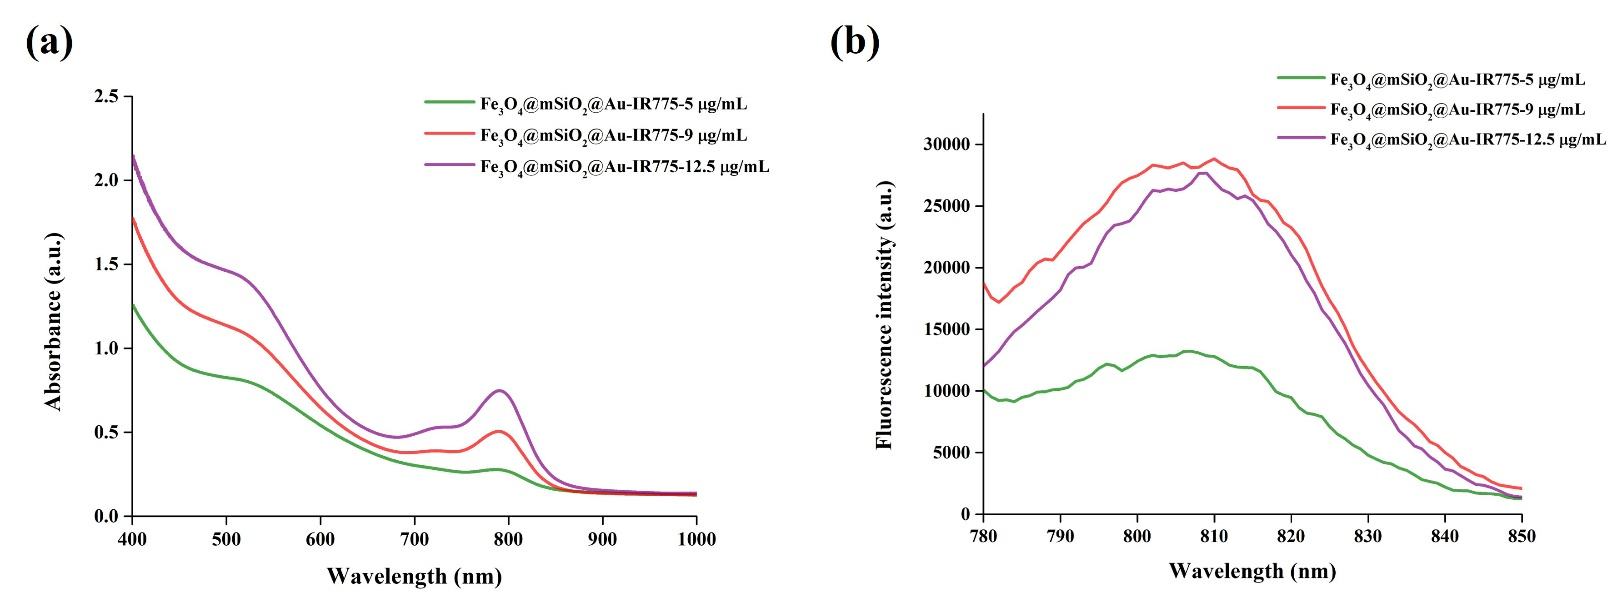 (a)
Fe₃O₄@mSiO₂@Au-IR775-5 μg/mL
Fe₃O₄@mSiO₂@Au-IR775-9 μg/mL
Fe₃O₄@mSiO₂@Au-IR775-12.5 μg/mL
2.5
2.0
1.5
1.0
0.5
0.0
Absorbance (a.u.)
400 500 600 700 800 900 1000
Wavelength (nm)
(b)
Fe₃O₄@mSiO₂@Au-IR775-5 μg/mL
Fe₃O₄@mSiO₂@Au-IR775-9 μg/mL
Fe₃O₄@mSiO₂@Au-IR775-12.5 μg/mL
30000
25000
20000
15000
10000
5000
0
Fluorescence intensity (a.u.)
780 790 800 810 820 830 840 850
Wavelength (nm)